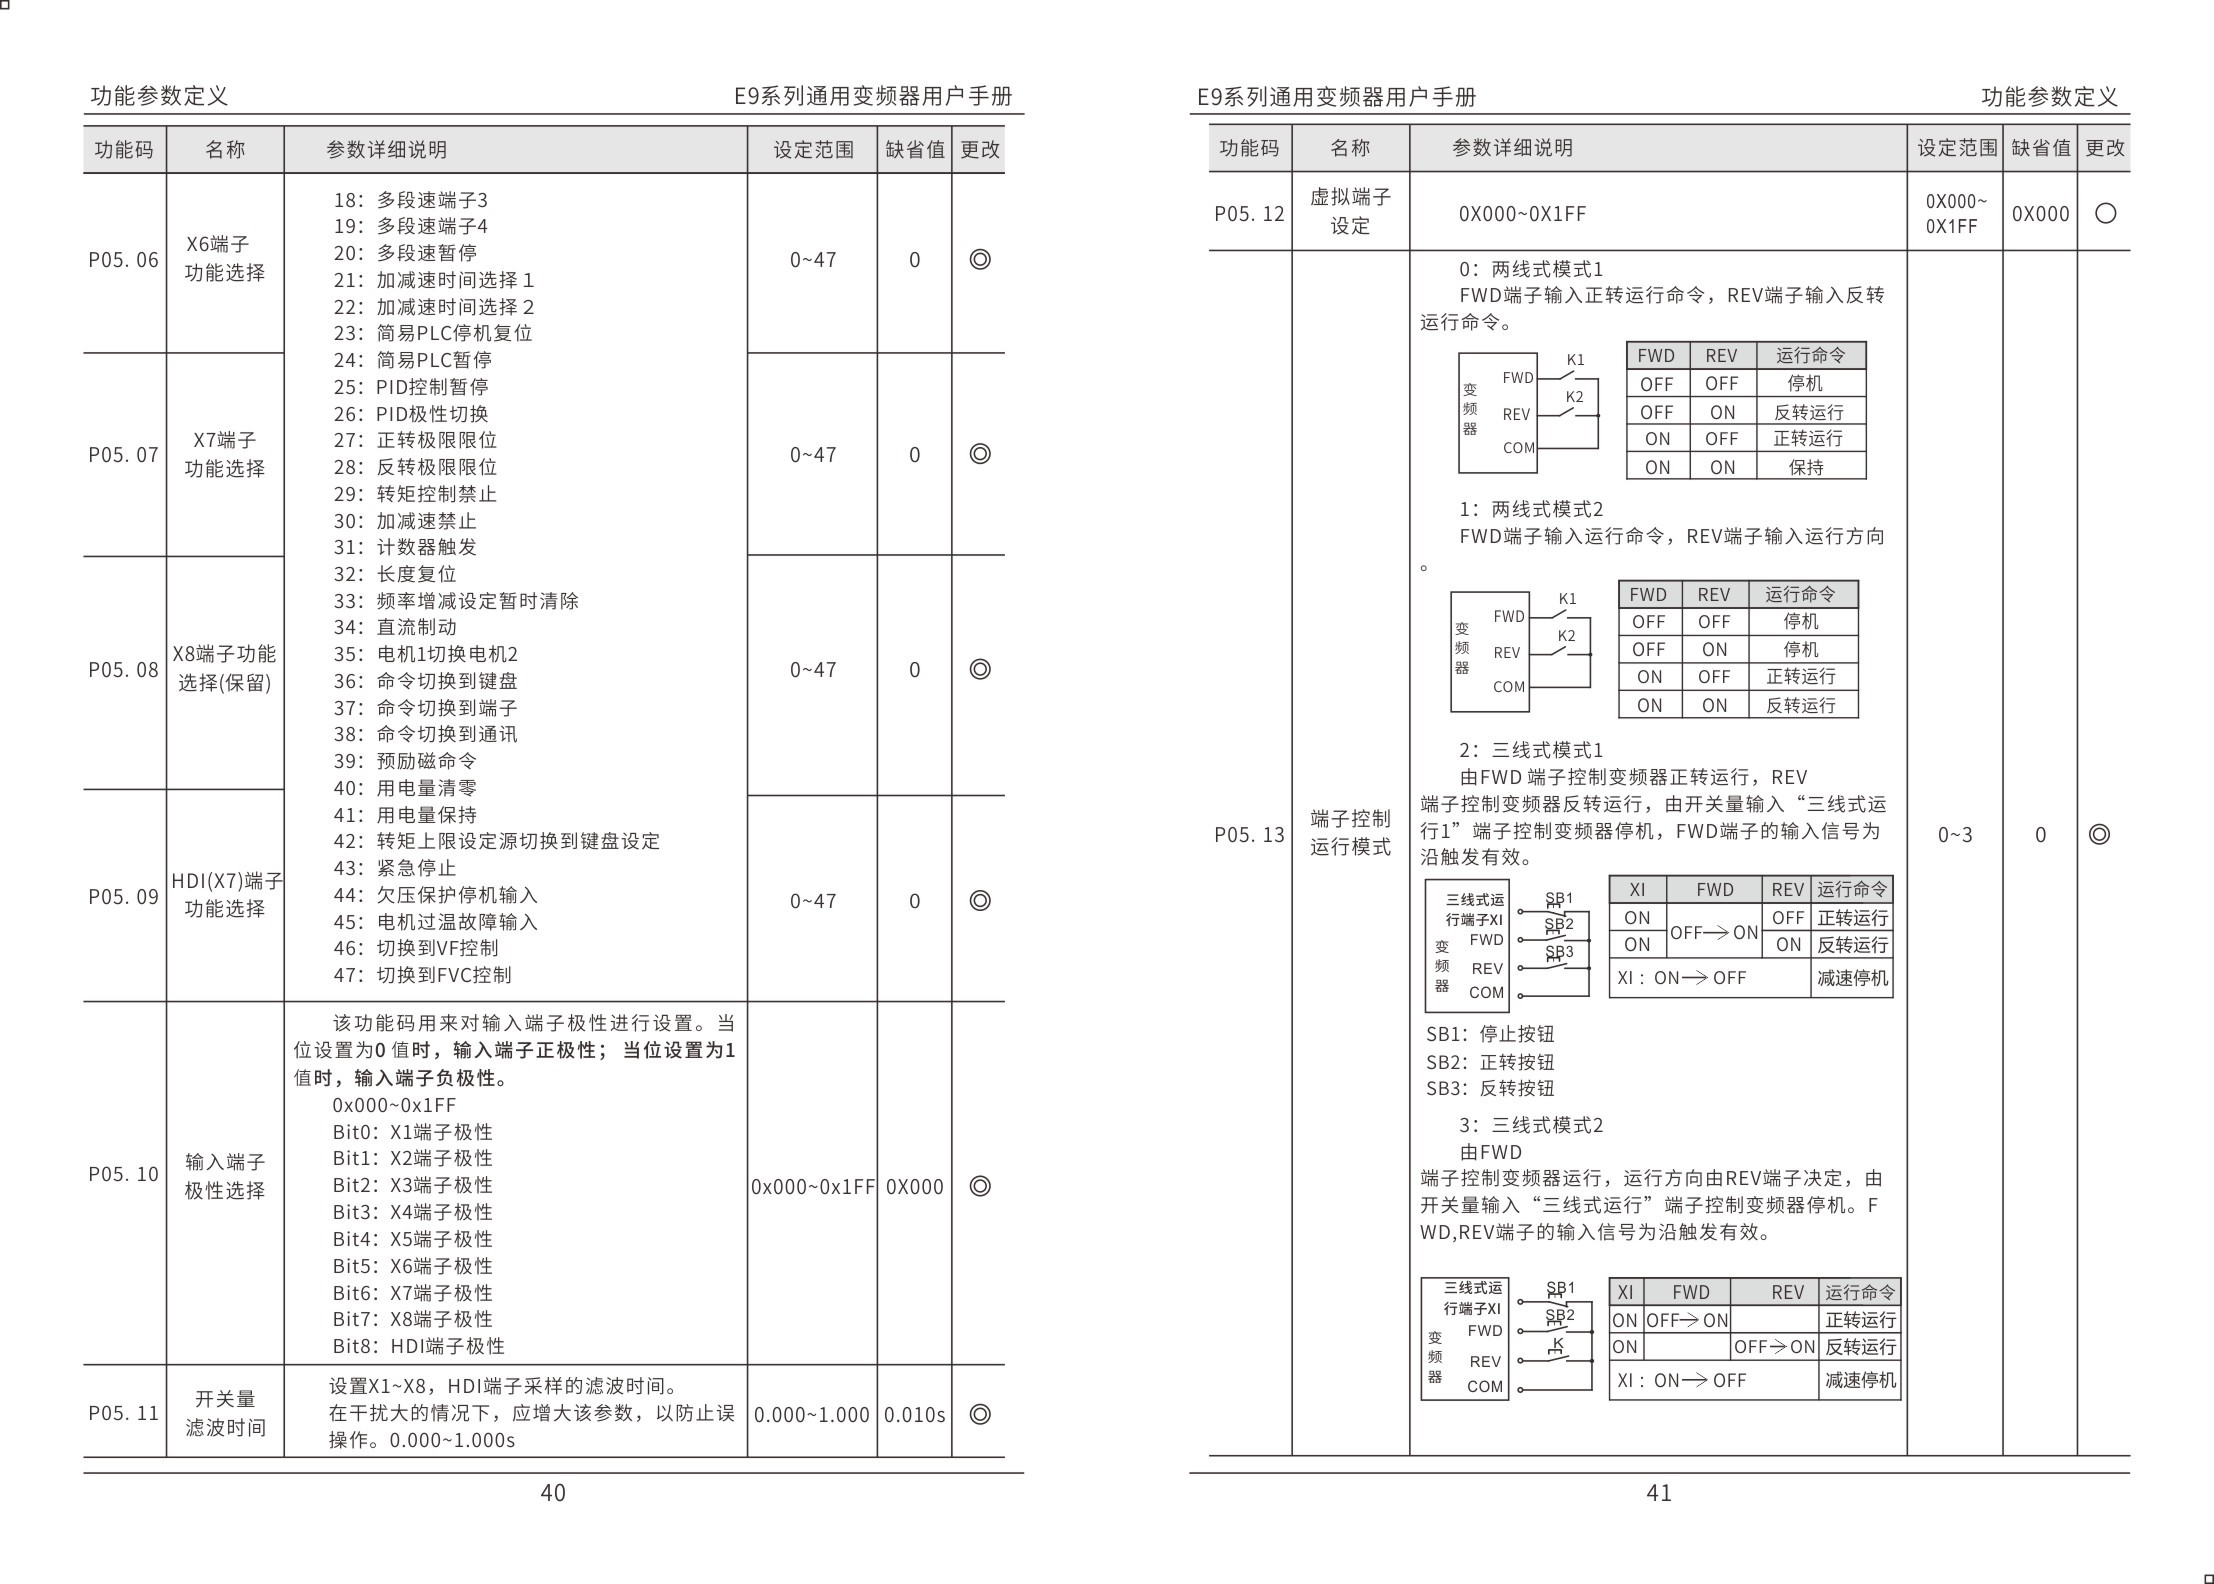 功能参数定义 E9系列通用变频器用户手册
功能码 名称 参数详细说明 设定范围 缺省值 更改
P05. 06 X6端子 0~47 0 ◎
功能选择
P05. 07 X7端子 0~47 0 ◎
功能选择
P05. 08 X8端子功能 0~47 0 ◎
选择(保留)
P05. 09 HDI(X7)端子 0~47 0 ◎
功能选择
18：多段速端子3
19：多段速端子4
20：多段速暂停
21：加减速时间选择 1
22：加减速时间选择 2
23：简易PLC停机复位
24：简易PLC暂停
25：PID控制暂停
26：PID极性切换
27：正转极限限位
28：反转极限限位
29：转矩控制禁止
30：加减速禁止
31：计数器触发
32：长度复位
33：频率增减设定暂时清除
34：直流制动
35：电机1切换电机2
36：命令切换到键盘
37：命令切换到端子
38：命令切换到通讯
39：预励磁命令
40：用电量清零
41：用电量保持
42：转矩上限设定源切换到键盘设定
43：紧急停止
44：欠压保护停机输入
45：电机过温故障输入
46：切换到VF控制
47：切换到FVC控制
P05. 10 输入端子 0x000~0x1FF 0X000 ◎
极性选择
该功能码用来对输入端子极性进行设置。当
位设置为0 值时，输入端子正极性； 当位设置为1
值时，输入端子负极性。
0x000~0x1FF
Bit0：X1端子极性
Bit1：X2端子极性
Bit2：X3端子极性
Bit3：X4端子极性
Bit4：X5端子极性
Bit5：X6端子极性
Bit6：X7端子极性
Bit7：X8端子极性
Bit8：HDI端子极性
P05. 11 开关量 0.000~1.000 0.010s ◎
滤波时间
设置X1~X8，HDI端子采样的滤波时间。
在干扰大的情况下，应增大该参数，以防止误
操作。0.000~1.000s
40
E9系列通用变频器用户手册 功能参数定义
功能码 名称 参数详细说明 设定范围 缺省值 更改
P05. 12 虚拟端子 0X000~0X1FF 0X000~ 0X000 ○
设定 0X1FF
P05. 13 端子控制 0~3 0 ◎
运行模式
0：两线式模式1
FWD端子输入正转运行命令，REV端子输入反转
运行命令。
变
频
器
FWD K1
REV K2
COM
FWD REV 运行命令
OFF OFF 停机
OFF ON 反转运行
ON OFF 正转运行
ON ON 保持
1：两线式模式2
FWD端子输入运行命令，REV端子输入运行方向
。
变
频
器
FWD K1
REV K2
COM
FWD REV 运行命令
OFF OFF 停机
OFF ON 停机
ON OFF 正转运行
ON ON 反转运行
2：三线式模式1
由FWD 端子控制变频器正转运行，REV
端子控制变频器反转运行，由开关量输入“三线式运
行1”端子控制变频器停机，FWD端子的输入信号为
沿触发有效。
三线式运 SB1
行端子XI
FWD SB2
REV SB3
COM
变
频
器
XI FWD REV 运行命令
ON OFF→ON OFF 正转运行
ON ON 反转运行
XI : ON→OFF 减速停机
SB1：停止按钮
SB2：正转按钮
SB3：反转按钮
3：三线式模式2
由FWD
端子控制变频器运行，运行方向由REV端子决定，由
开关量输入“三线式运行”端子控制变频器停机。F
WD,REV端子的输入信号为沿触发有效。
三线式运 SB1
行端子XI
FWD SB2
REV K
COM
变
频
器
XI FWD REV 运行命令
ON OFF→ON 正转运行
ON OFF→ON 反转运行
XI : ON→OFF 减速停机
41